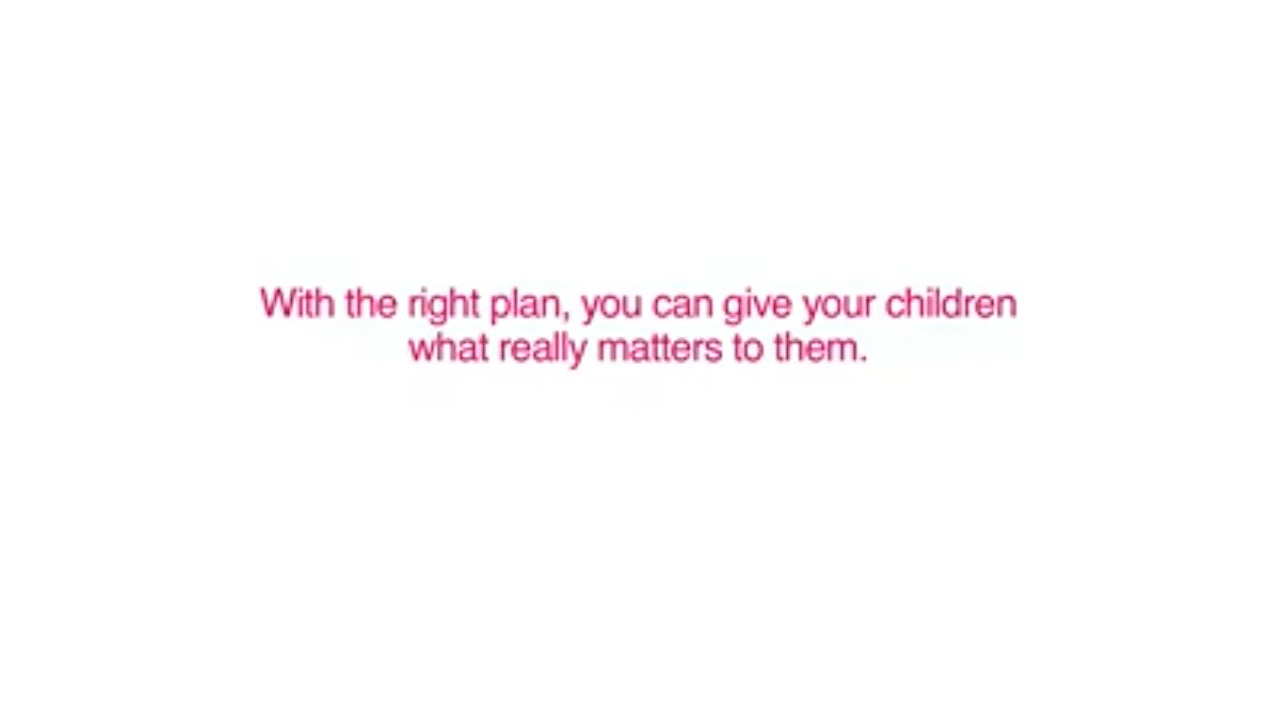 With the right plan, you can give your children
what really matters to them.